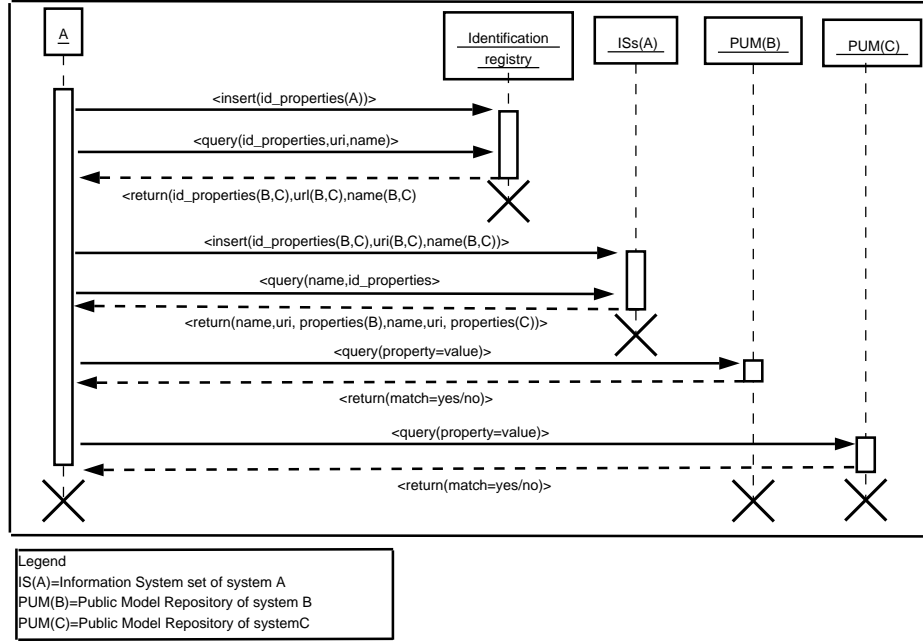 A
Identification
registry
ISs(A)
PUM(B)
PUM(C)
<insert(id_properties(A))>
<query(id_properties,uri,name)>
<return(id_properties(B,C),url(B,C),name(B,C)
<insert(id_properties(B,C),uri(B,C),name(B,C))>
<query(name,id_properties>
<return(name,uri, properties(B),name,uri, properties(C))>
<query(property=value)>
<return(match=yes/no)>
<query(property=value)>
<return(match=yes/no)>
Legend
IS(A)=Information System set of system A
PUM(B)=Public Model Repository of system B
PUM(C)=Public Model Repository of systemC